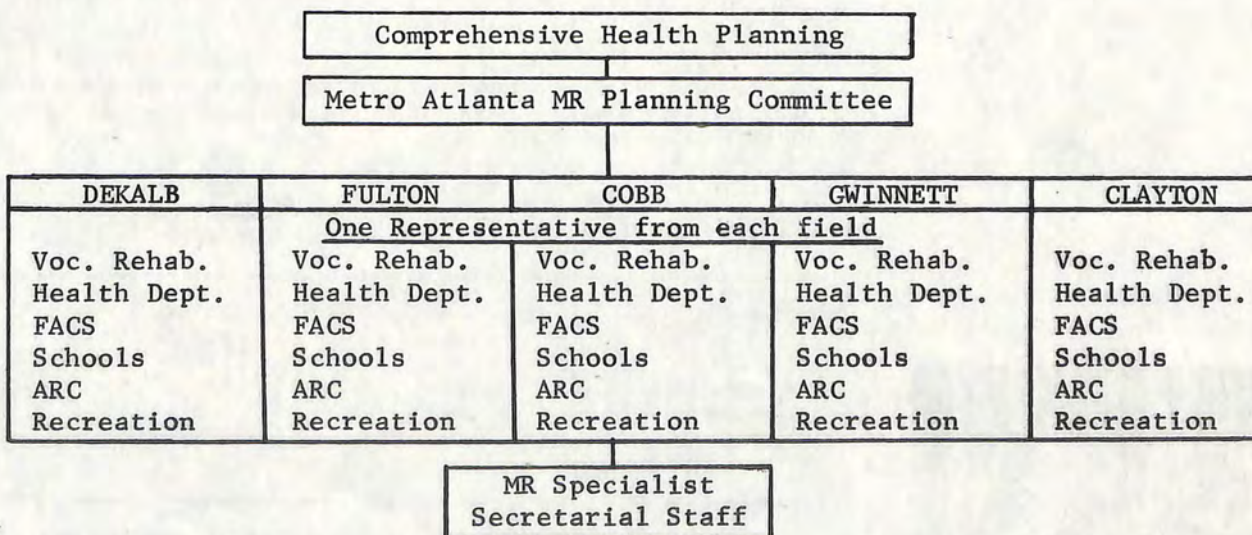 Comprehensive Health Planning
Metro Atlanta MR Planning Committee
DEKALB FULTON COBB GWINNETT CLAYTON
One Representative from each field
Voc. Rehab. Voc. Rehab. Voc. Rehab. Voc. Rehab. Voc. Rehab.
Health Dept. Health Dept. Health Dept. Health Dept. Health Dept.
FACS FACS FACS FACS FACS
Schools Schools Schools Schools Schools
ARC ARC ARC ARC ARC
Recreation Recreation Recreation Recreation Recreation
MR Specialist
Secretarial Staff